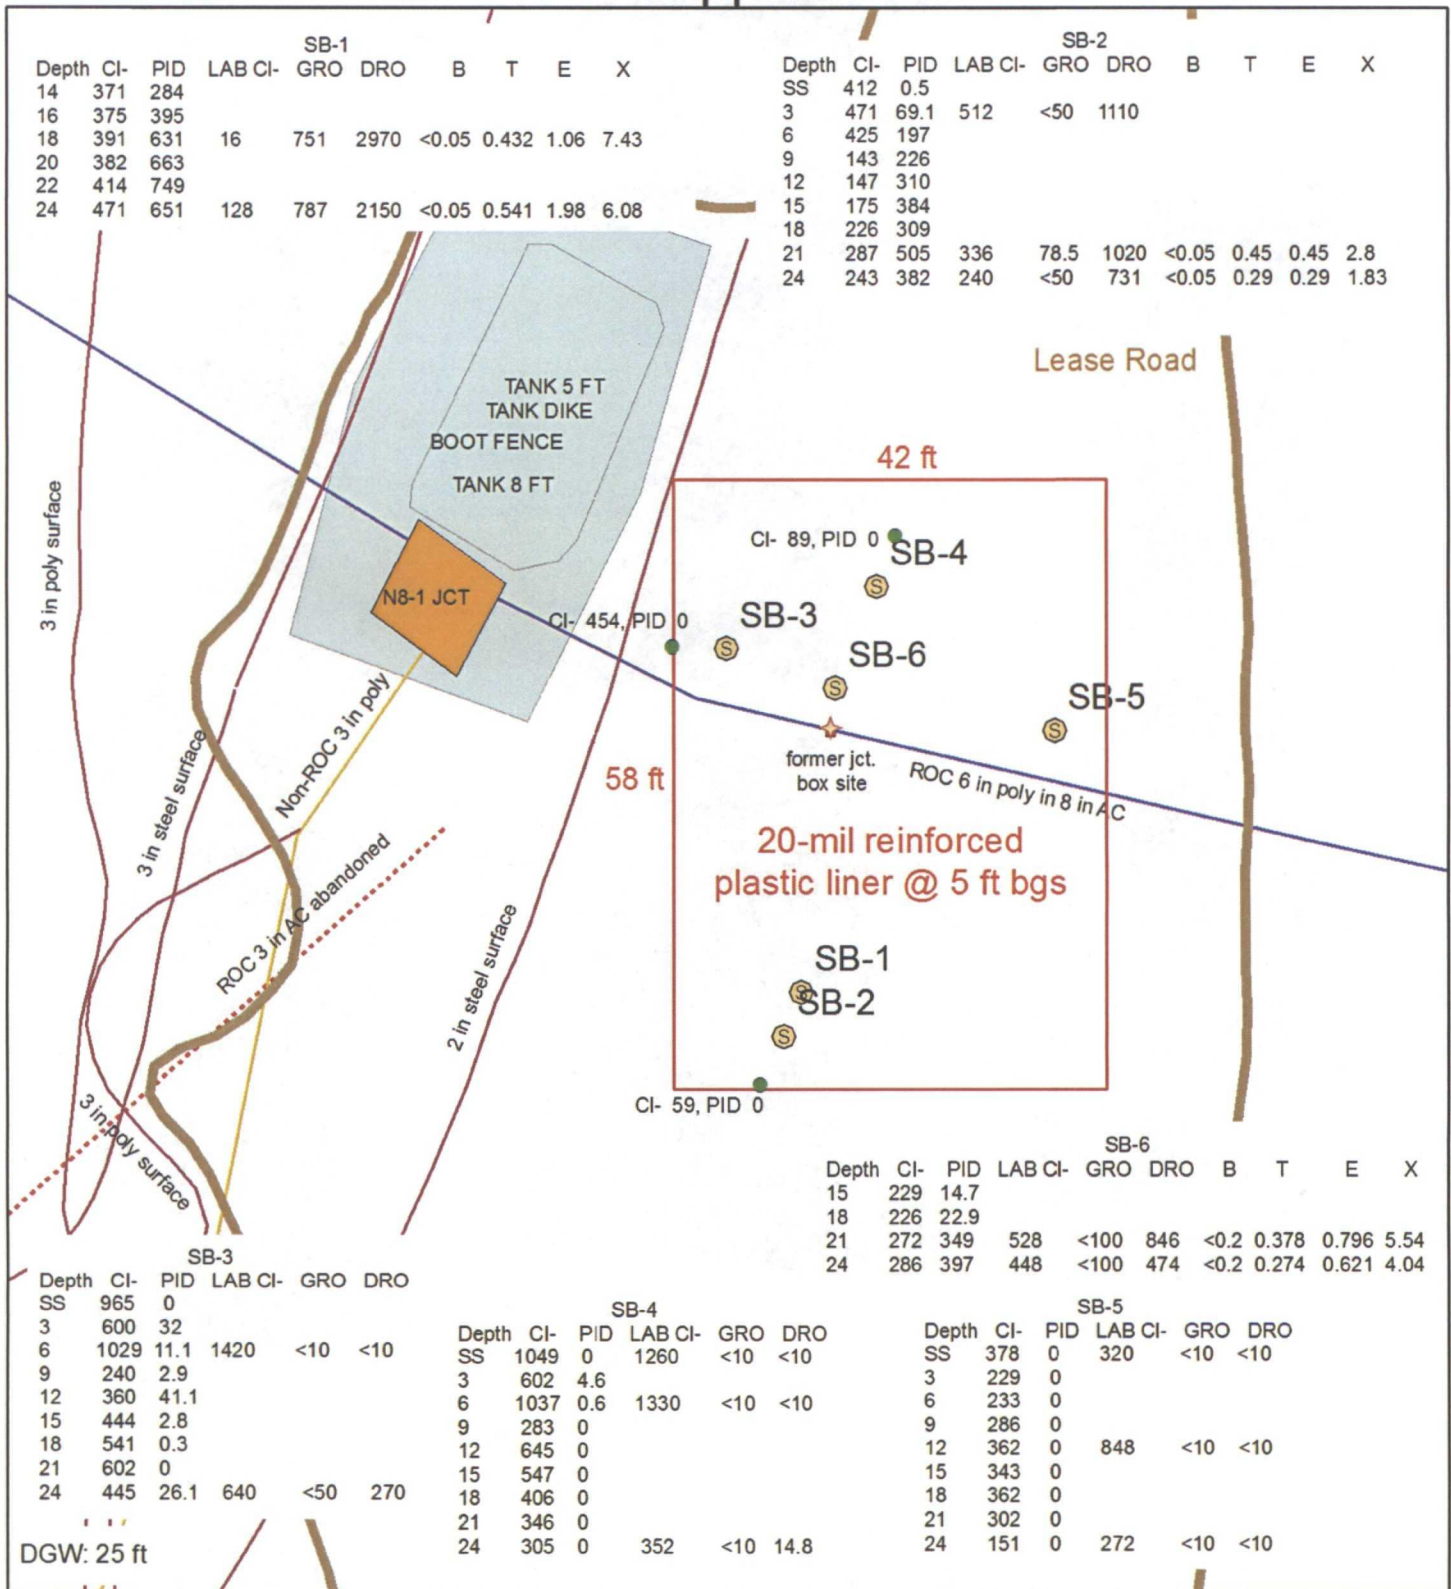 SB-1
Depth Cl- PID LAB Cl- GRO DRO B T E X
14 371 284
16 375 395
18 391 631 16 751 2970 <0.05 0.432 1.06 7.43
20 382 663
22 414 749
24 471 651 128 787 2150 <0.05 0.541 1.98 6.08
SB-2
Depth Cl- PID LAB Cl- GRO DRO B T E X
SS 412 0.5
3 471 69.1 512 <50 1110
6 425 197
9 143 226
12 147 310
15 175 384
18 226 309
21 287 505 336 78.5 1020 <0.05 0.45 0.45 2.8
24 243 382 240 <50 731 <0.05 0.29 0.29 1.83
Lease Road
TANK 5 FT
TANK DIKE
BOOT FENCE
TANK 8 FT
N8-1 JCT
42 ft
Cl- 89, PID 0
SB-4
S
Cl- 454, PID 0
SB-3
S
SB-6
S
SB-5
S
former jct.
box site
58 ft
ROC 6 in poly in 8 in AC
20-mil reinforced
plastic liner @ 5 ft bgs
SB-1
S
SB-2
S
Cl- 59, PID 0
3 in poly surface
3 in steel surface
Non-ROC 3 in poly
ROC 3 in AC abandoned
2 in steel surface
3 in poly surface
SB-6
Depth Cl- PID LAB Cl- GRO DRO B T E X
15 229 14.7
18 226 22.9
21 272 349 528 <100 846 <0.2 0.378 0.796 5.54
24 286 397 448 <100 474 <0.2 0.274 0.621 4.04
SB-3
Depth Cl- PID LAB Cl- GRO DRO
SS 965 0
3 600 32
6 1029 11.1 1420 <10 <10
9 240 2.9
12 360 41.1
15 444 2.8
18 541 0.3
21 602 0
24 445 26.1 640 <50 270
SB-4
Depth Cl- PID LAB Cl- GRO DRO
SS 1049 0 1260 <10 <10
3 602 4.6
6 1037 0.6 1330 <10 <10
9 283 0
12 645 0
15 547 0
18 406 0
21 346 0
24 305 0 352 <10 14.8
SB-5
Depth Cl- PID LAB Cl- GRO DRO
SS 378 0 320 <10 <10
3 229 0
6 233 0
9 286 0
12 362 0 848 <10 <10
15 343 0
18 362 0
21 302 0
24 151 0 272 <10 <10
DGW: 25 ft